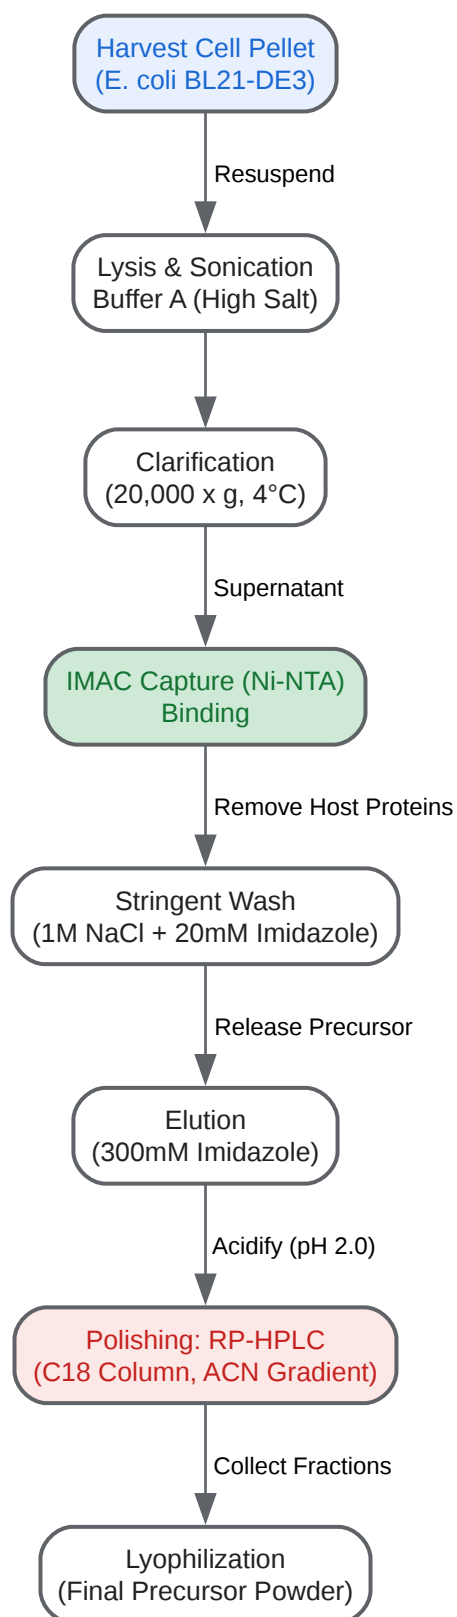 Harvest Cell Pellet
(E. coli BL21-DE3)
Resuspend
Lysis & Sonication
Buffer A (High Salt)
Clarification
(20,000 x g, 4°C)
Supernatant
IMAC Capture (Ni-NTA)
Binding
Remove Host Proteins
Stringent Wash
(1M NaCl + 20mM Imidazole)
Release Precursor
Elution
(300mM Imidazole)
Acidify (pH 2.0)
Polishing: RP-HPLC
(C18 Column, ACN Gradient)
Collect Fractions
Lyophilization
(Final Precursor Powder)